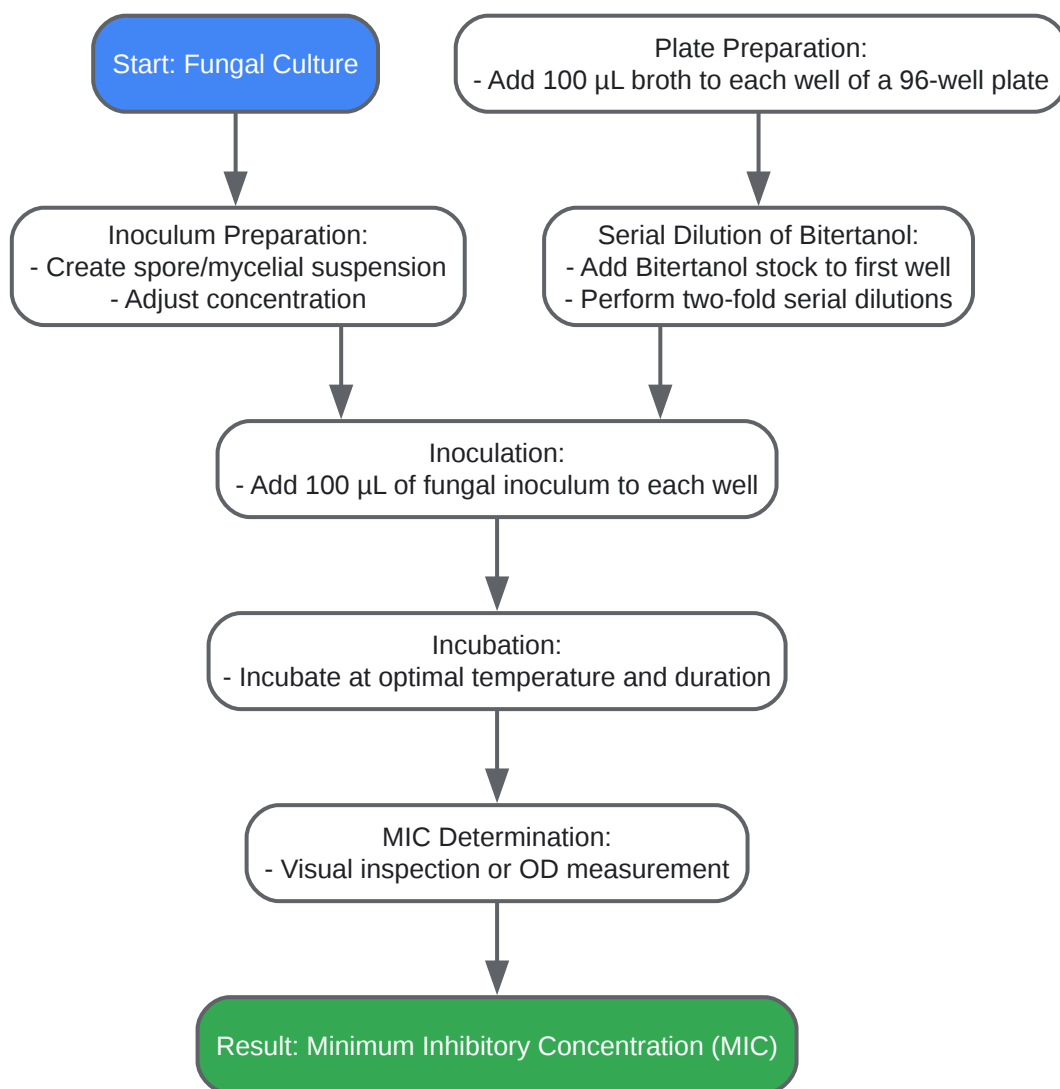 Start: Fungal Culture
Plate Preparation:
- Add 100 µL broth to each well of a 96-well plate
Inoculum Preparation:
- Create spore/mycelial suspension
- Adjust concentration
Serial Dilution of Bitertanol:
- Add Bitertanol stock to first well
- Perform two-fold serial dilutions
Inoculation:
- Add 100 µL of fungal inoculum to each well
Incubation:
- Incubate at optimal temperature and duration
MIC Determination:
- Visual inspection or OD measurement
Result: Minimum Inhibitory Concentration (MIC)